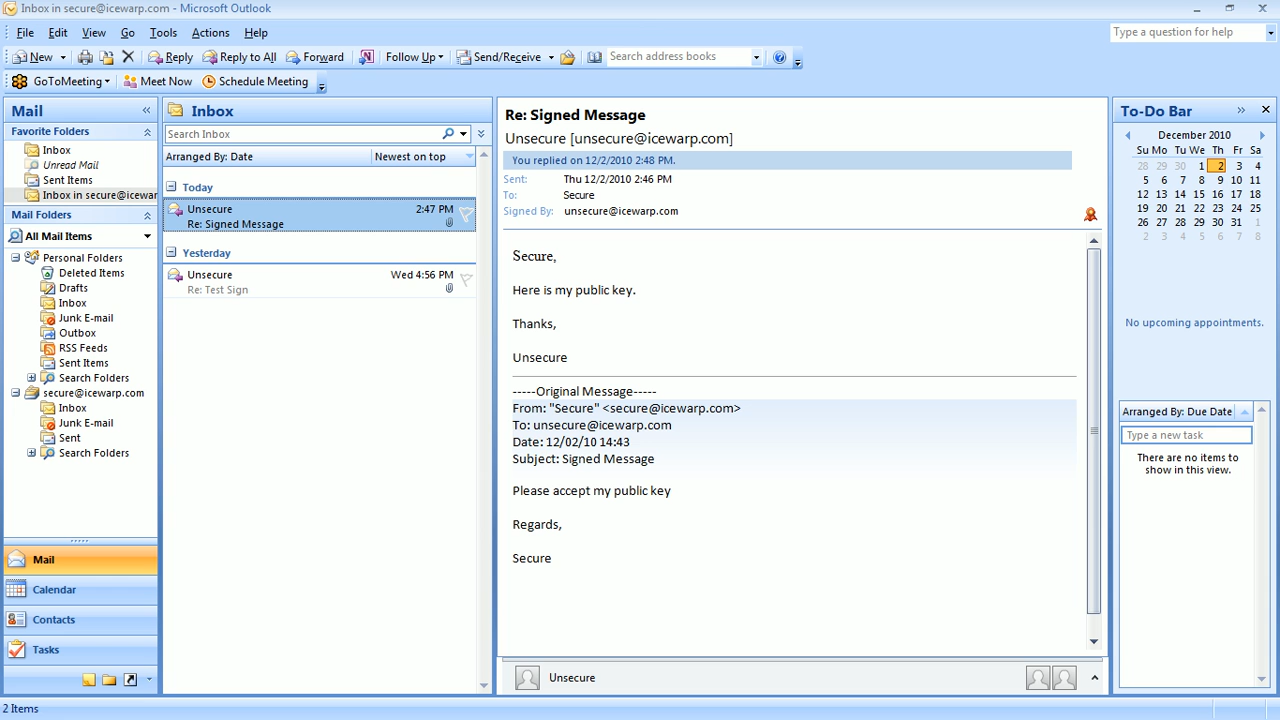 Inbox in secure@icewarp.com - Microsoft Outlook
File Edit View Go Tools Actions Help
Type a question for help
New Reply Reply to All Forward Follow Up Send/Receive Search address books
GoToMeeting Meet Now Schedule Meeting
Mail
Favorite Folders
Inbox
Unread Mail
Sent Items
Inbox in secure@icewar
Mail Folders
All Mail Items
Personal Folders
Deleted Items
Drafts
Inbox
Junk E-mail
Outbox
RSS Feeds
Sent Items
Search Folders
secure@icewarp.com
Inbox
Junk E-mail
Sent
Search Folders
Mail
Calendar
Contacts
Tasks
Inbox
Search Inbox
Arranged By: Date Newest on top
Today
Unsecure 2:47 PM
Re: Signed Message
Yesterday
Unsecure Wed 4:56 PM
Re: Test Sign
Re: Signed Message
Unsecure [unsecure@icewarp.com]
You replied on 12/2/2010 2:48 PM.
Sent: Thu 12/2/2010 2:46 PM
To: Secure
Signed By: unsecure@icewarp.com
Secure,
Here is my public key.
Thanks,
Unsecure
-----Original Message-----
From: "Secure" <secure@icewarp.com>
To: unsecure@icewarp.com
Date: 12/02/10 14:43
Subject: Signed Message
Please accept my public key
Regards,
Secure
Unsecure
To-Do Bar
December 2010
Su Mo Tu We Th Fr Sa
28 29 30 1 2 3 4
5 6 7 8 9 10 11
12 13 14 15 16 17 18
19 20 21 22 23 24 25
26 27 28 29 30 31 1
2 3 4 5 6 7 8
No upcoming appointments.
Arranged By: Due Date
Type a new task
There are no items to
show in this view.
2 Items